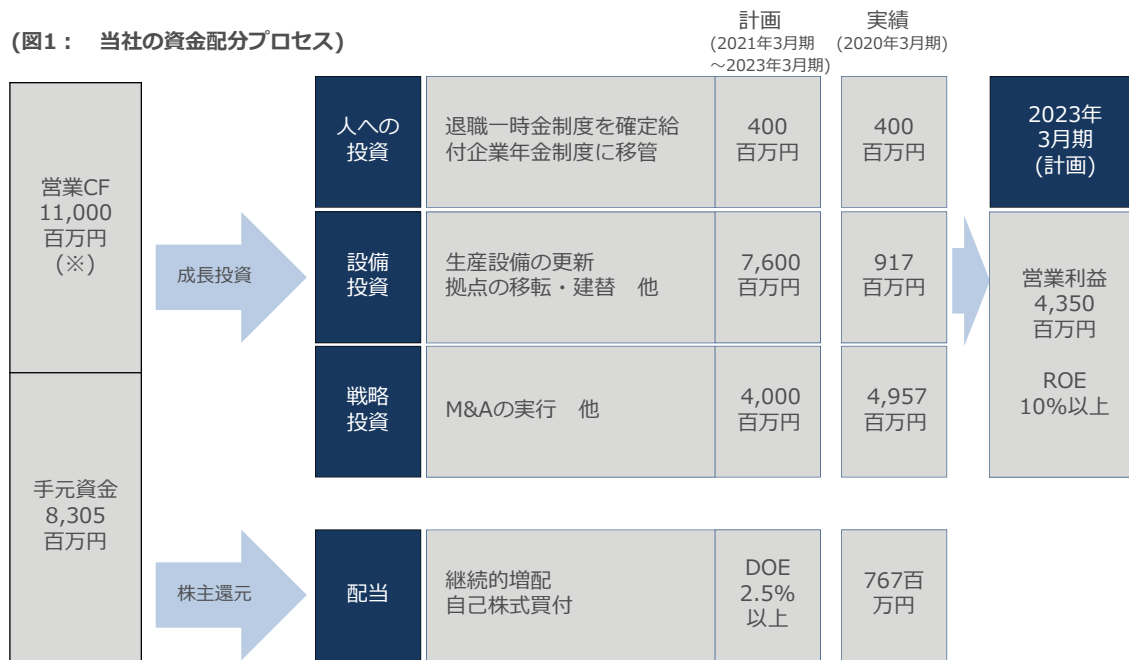 (図1： 当社の資金配分プロセス)
計画
(2021年3月期
～2023年3月期)
実績
(2020年3月期)
営業CF
11,000
百万円
(※)
手元資金
8,305
百万円
成長投資
人への
投資
退職一時金制度を確定給
付企業年金制度に移管
400
百万円
400
百万円
設備
投資
生産設備の更新
拠点の移転・建替　他
7,600
百万円
917
百万円
戦略
投資
M&Aの実行　他
4,000
百万円
4,957
百万円
2023年
3月期
(計画)
営業利益
4,350
百万円
ROE
10%以上
株主還元
配当
継続的増配
自己株式買付
DOE
2.5%
以上
767百
万円